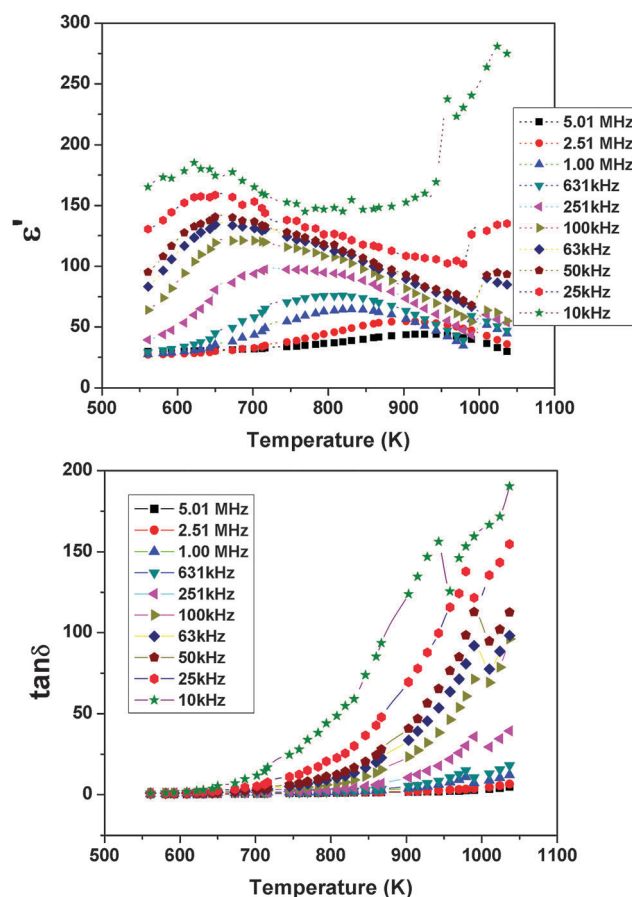 300
250
200
150
100
50
0
ε'
500 600 700 800 900 1000 1100
Temperature (K)
5.01 MHz
2.51 MHz
1.00 MHz
631kHz
251kHz
100kHz
63kHz
50kHz
25kHz
10kHz
200
150
100
50
0
tanδ
500 600 700 800 900 1000 1100
Temperature (K)
5.01 MHz
2.51 MHz
1.00 MHz
631kHz
251kHz
100kHz
63kHz
50kHz
25kHz
10kHz